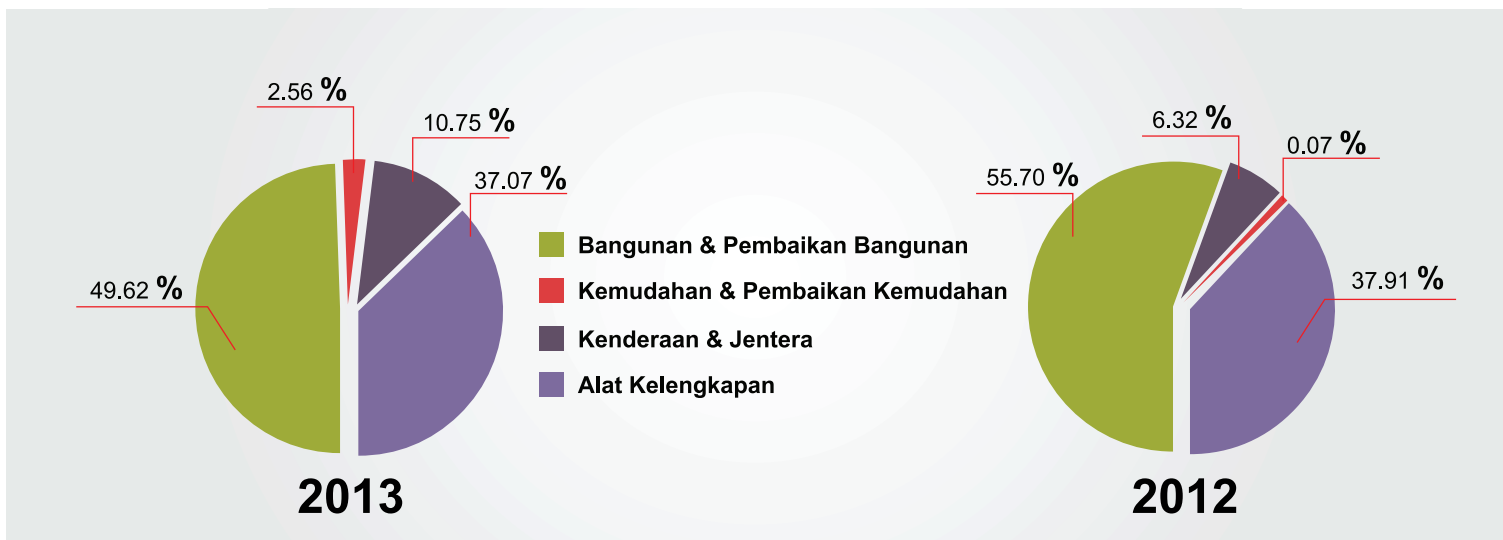 2.56 %
10.75 %
37.07 %
49.62 %
2013
Bangunan & Pembaikan Bangunan
Kemudahan & Pembaikan Kemudahan
Kenderaan & Jentera
Alat Kelengkapan
6.32 %
0.07 %
55.70 %
37.91 %
2012